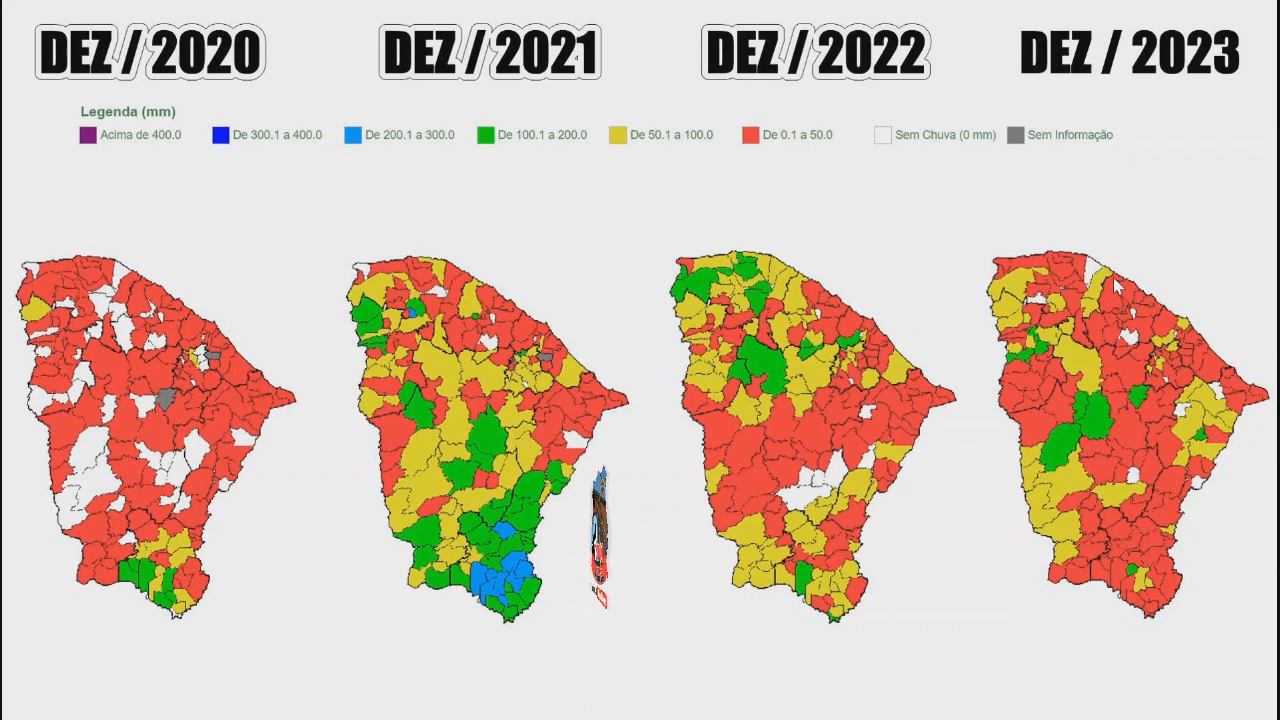 DEZ / 2020 DEZ / 2021 DEZ / 2022 DEZ / 2023
Legenda (mm)
Acima de 400.0 De 300.1 a 400.0 De 200.1 a 300.0 De 100.1 a 200.0 De 50.1 a 100.0 De 0.1 a 50.0 Sem Chuva (0 mm) Sem Informação